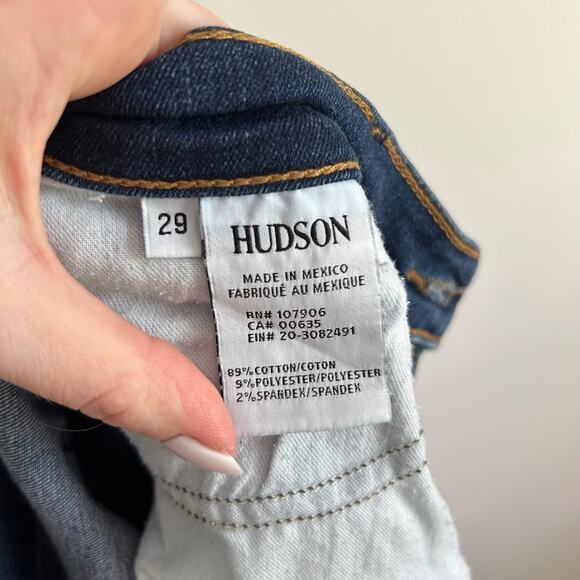 29
HUDSON
MADE IN MEXICO
FABRIQUÉ AU MEXIQUE
RN# 107906
CA# 00635
EIN# 20-3082491
89% COTTON/COTON
9% POLYESTER/POLYESTER
2% SPANDEX/SPANDEX